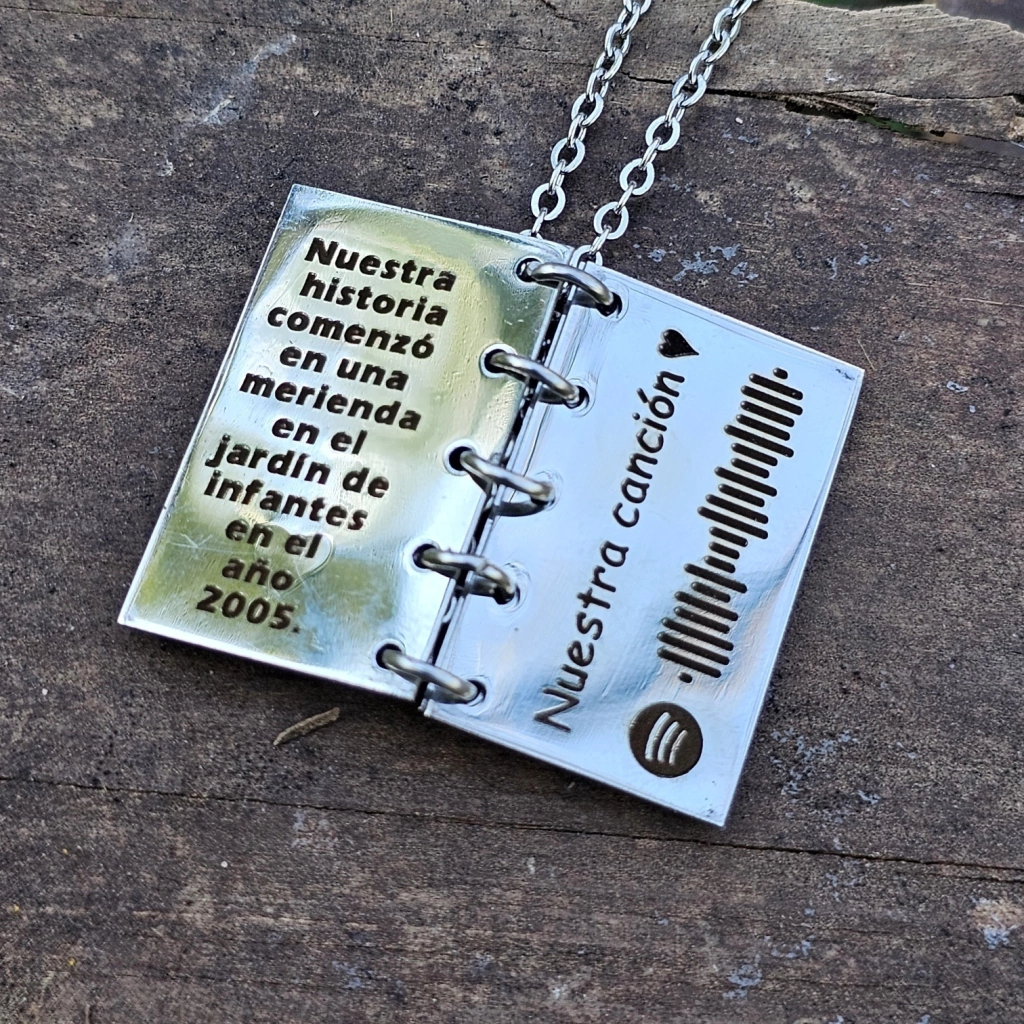 Nuestra
historia
comenzó
en una
merienda
en el
jardín de
infantes
en el
año
2005.
Nuestra canción ♥